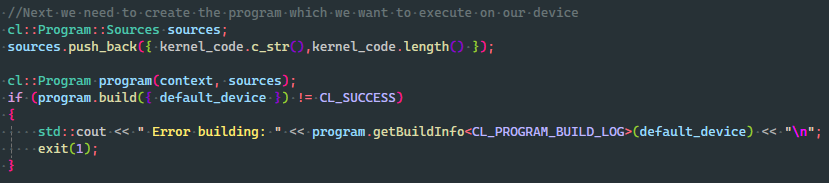 //Next we need to create the program which we want to execute on our device
cl::Program::Sources sources;
sources.push_back({ kernel_code.c_str(),kernel_code.length() });
cl::Program program(context, sources);
if (program.build({ default_device }) != CL_SUCCESS)
{
std::cout << " Error building: " << program.getBuildInfo<CL_PROGRAM_BUILD_LOG>(default_device) << "\n";
exit(1);
}